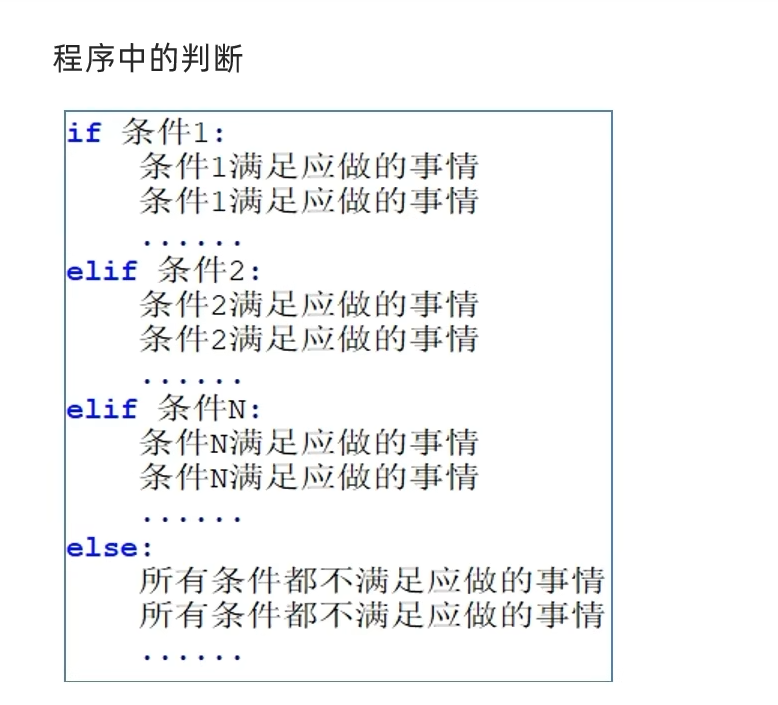 程序中的判断
if 条件1:
条件1满足应做的事情
条件1满足应做的事情
......
elif 条件2:
条件2满足应做的事情
条件2满足应做的事情
......
elif 条件N:
条件N满足应做的事情
条件N满足应做的事情
......
else:
所有条件都不满足应做的事情
所有条件都不满足应做的事情
......